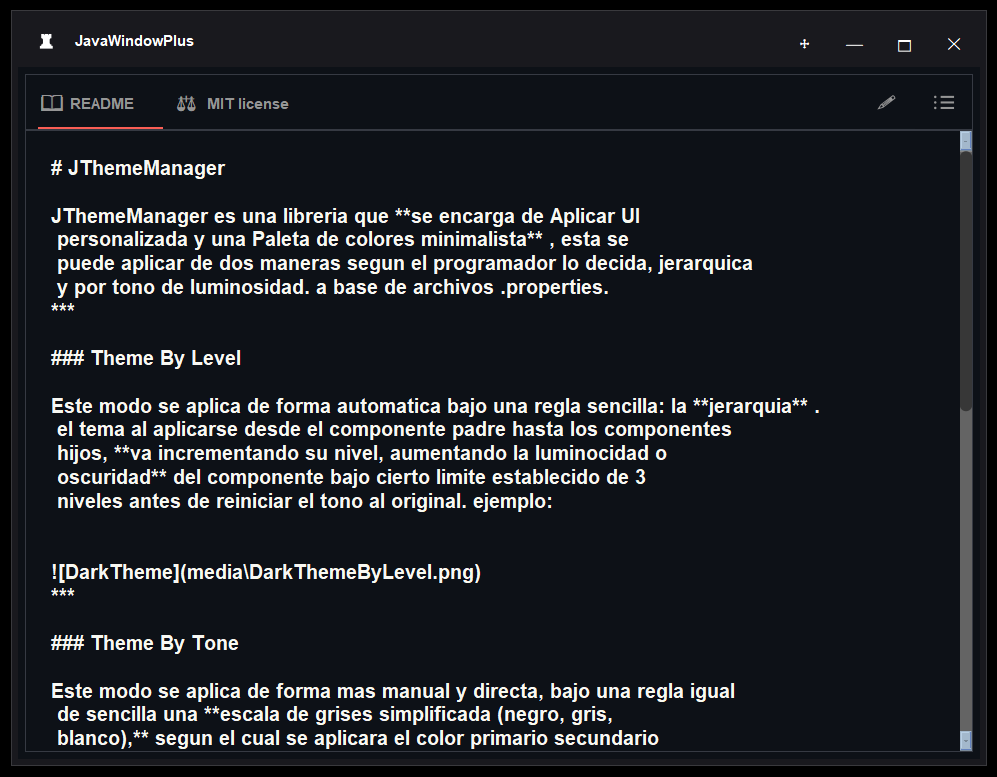 JavaWindowPlus
README
MIT license
# JThemeManager
JThemeManager es una libreria que **se encarga de Aplicar UI
personalizada y una Paleta de colores minimalista** , esta se
puede aplicar de dos maneras segun el programador lo decida, jerarquica
y por tono de luminosidad. a base de archivos .properties.
***
### Theme By Level
Este modo se aplica de forma automatica bajo una regla sencilla: la **jerarquia** .
el tema al aplicarse desde el componente padre hasta los componentes
hijos, **va incrementando su nivel, aumentando la luminocidad o
oscuridad** del componente bajo cierto limite establecido de 3
niveles antes de reiniciar el tono al original. ejemplo:
![DarkTheme](media\DarkThemeByLevel.png)
***
### Theme By Tone
Este modo se aplica de forma mas manual y directa, bajo una regla igual
de sencilla una **escala de grises simplificada (negro, gris,
blanco),** segun el cual se aplicara el color primario secundario